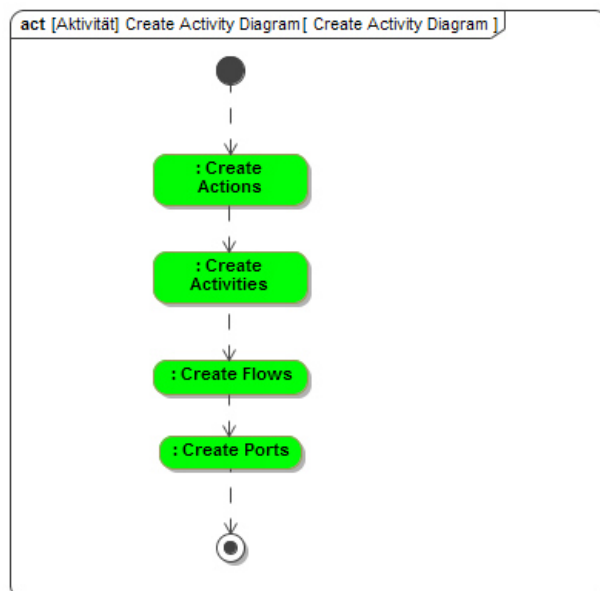 act [Aktivität] Create Activity Diagram[ Create Activity Diagram ]
: Create
Actions
: Create
Activities
: Create Flows
: Create Ports